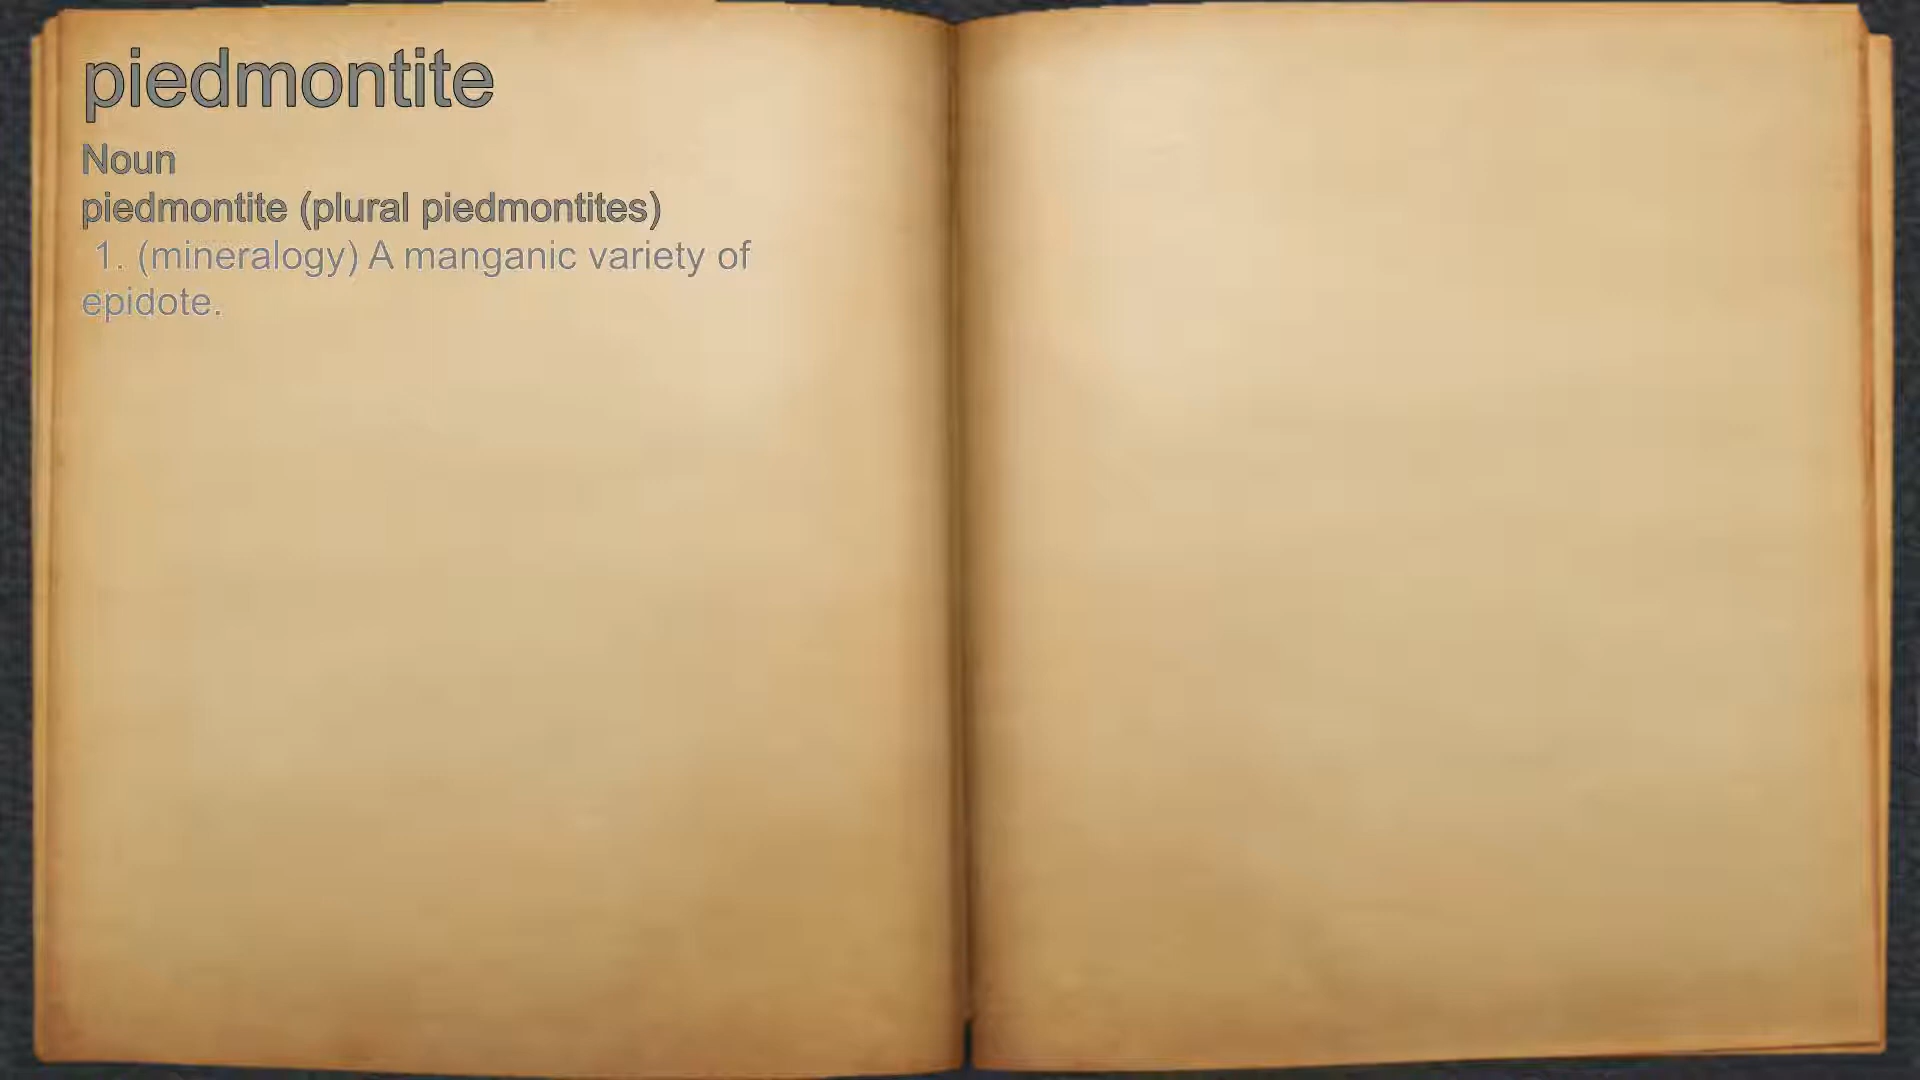 piedmontite
Noun
piedmontite (plural piedmontites)
1. (mineralogy) A manganic variety of
epidote.